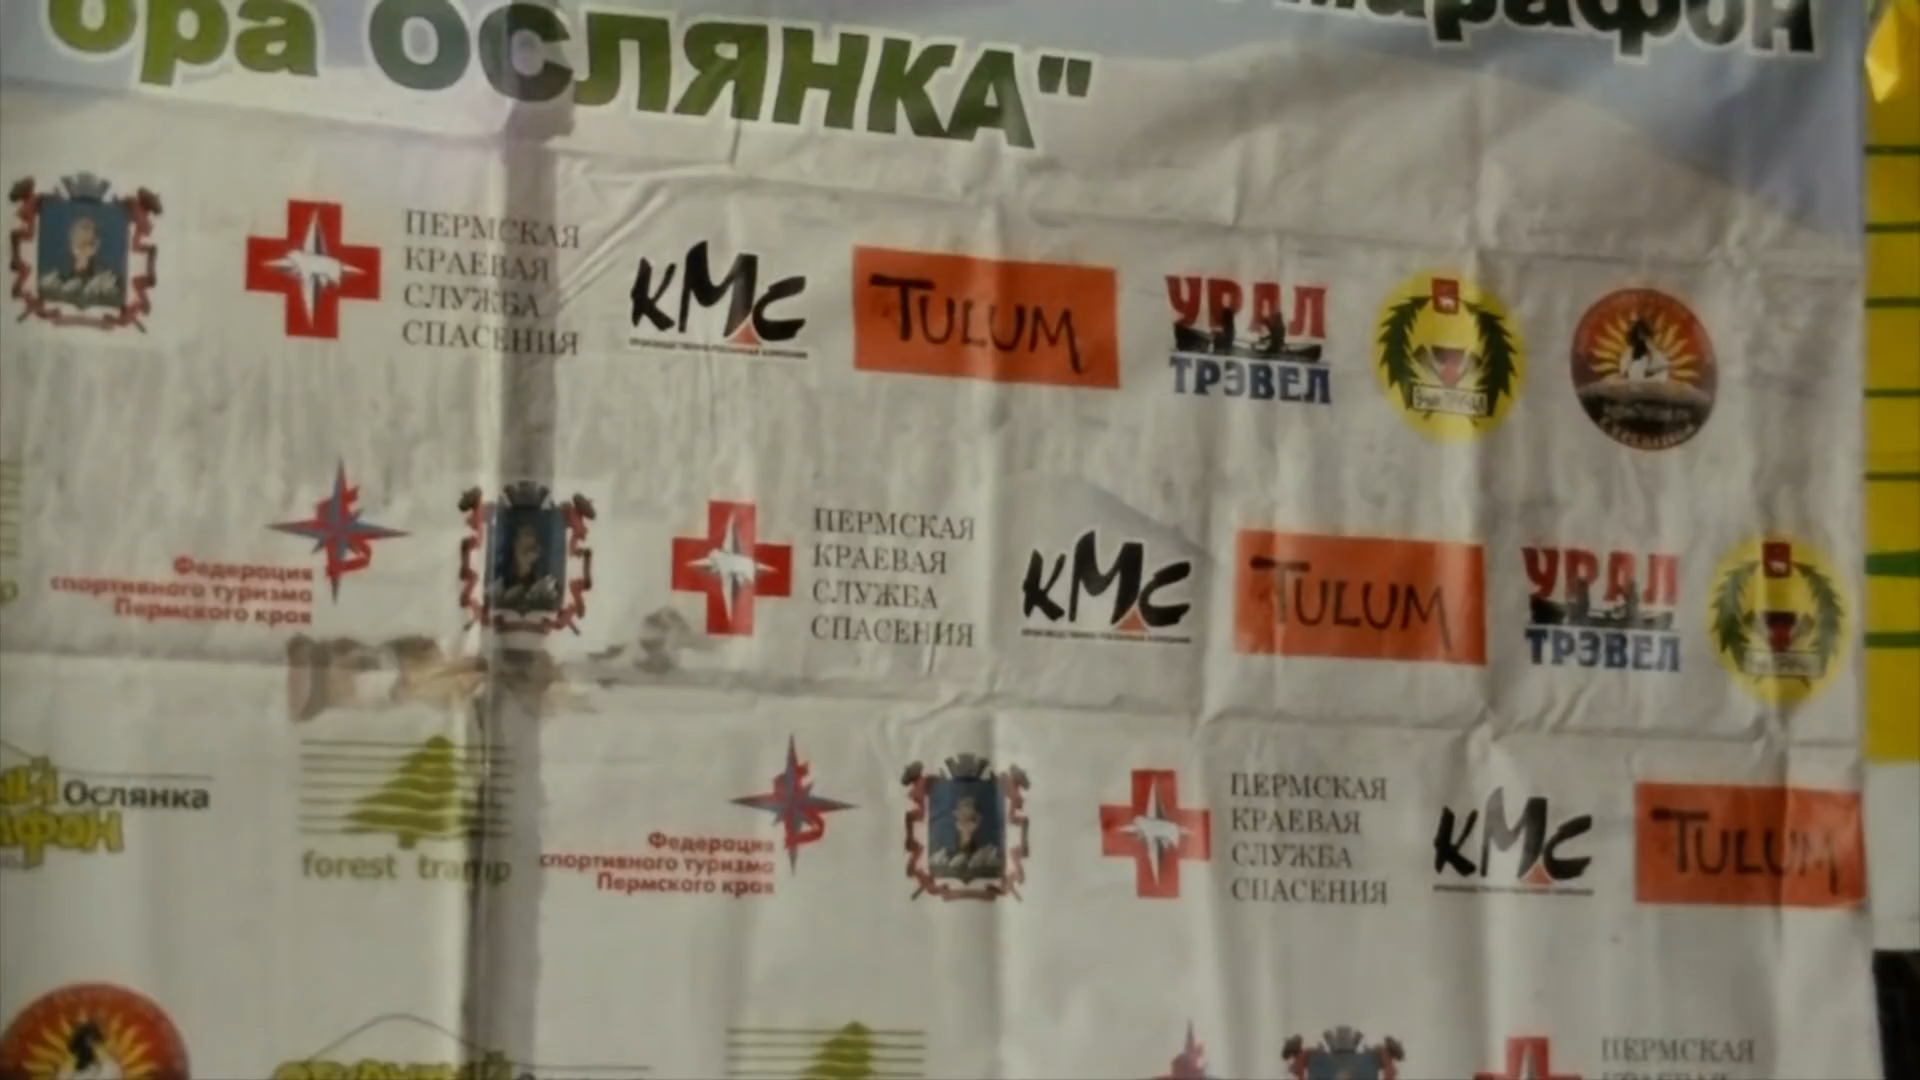 марафон
ора ОСЛЯНКА"
ПЕРМСКАЯ
КРАЕВАЯ
СЛУЖБА
СПАСЕНИЯ
КМС
TULUM
УРАЛ
ТРЭВЕЛ
Федерация
спортивного туризма
Пермского края
ПЕРМСКАЯ
КРАЕВАЯ
СЛУЖБА
СПАСЕНИЯ
КМС
TULUM
УРАЛ
ТРЭВЕЛ
Ослянка
forest tramp
Федерация
спортивного туризма
Пермского края
ПЕРМСКАЯ
КРАЕВАЯ
СЛУЖБА
СПАСЕНИЯ
КМС
TULUM
ПЕРМСКАЯ